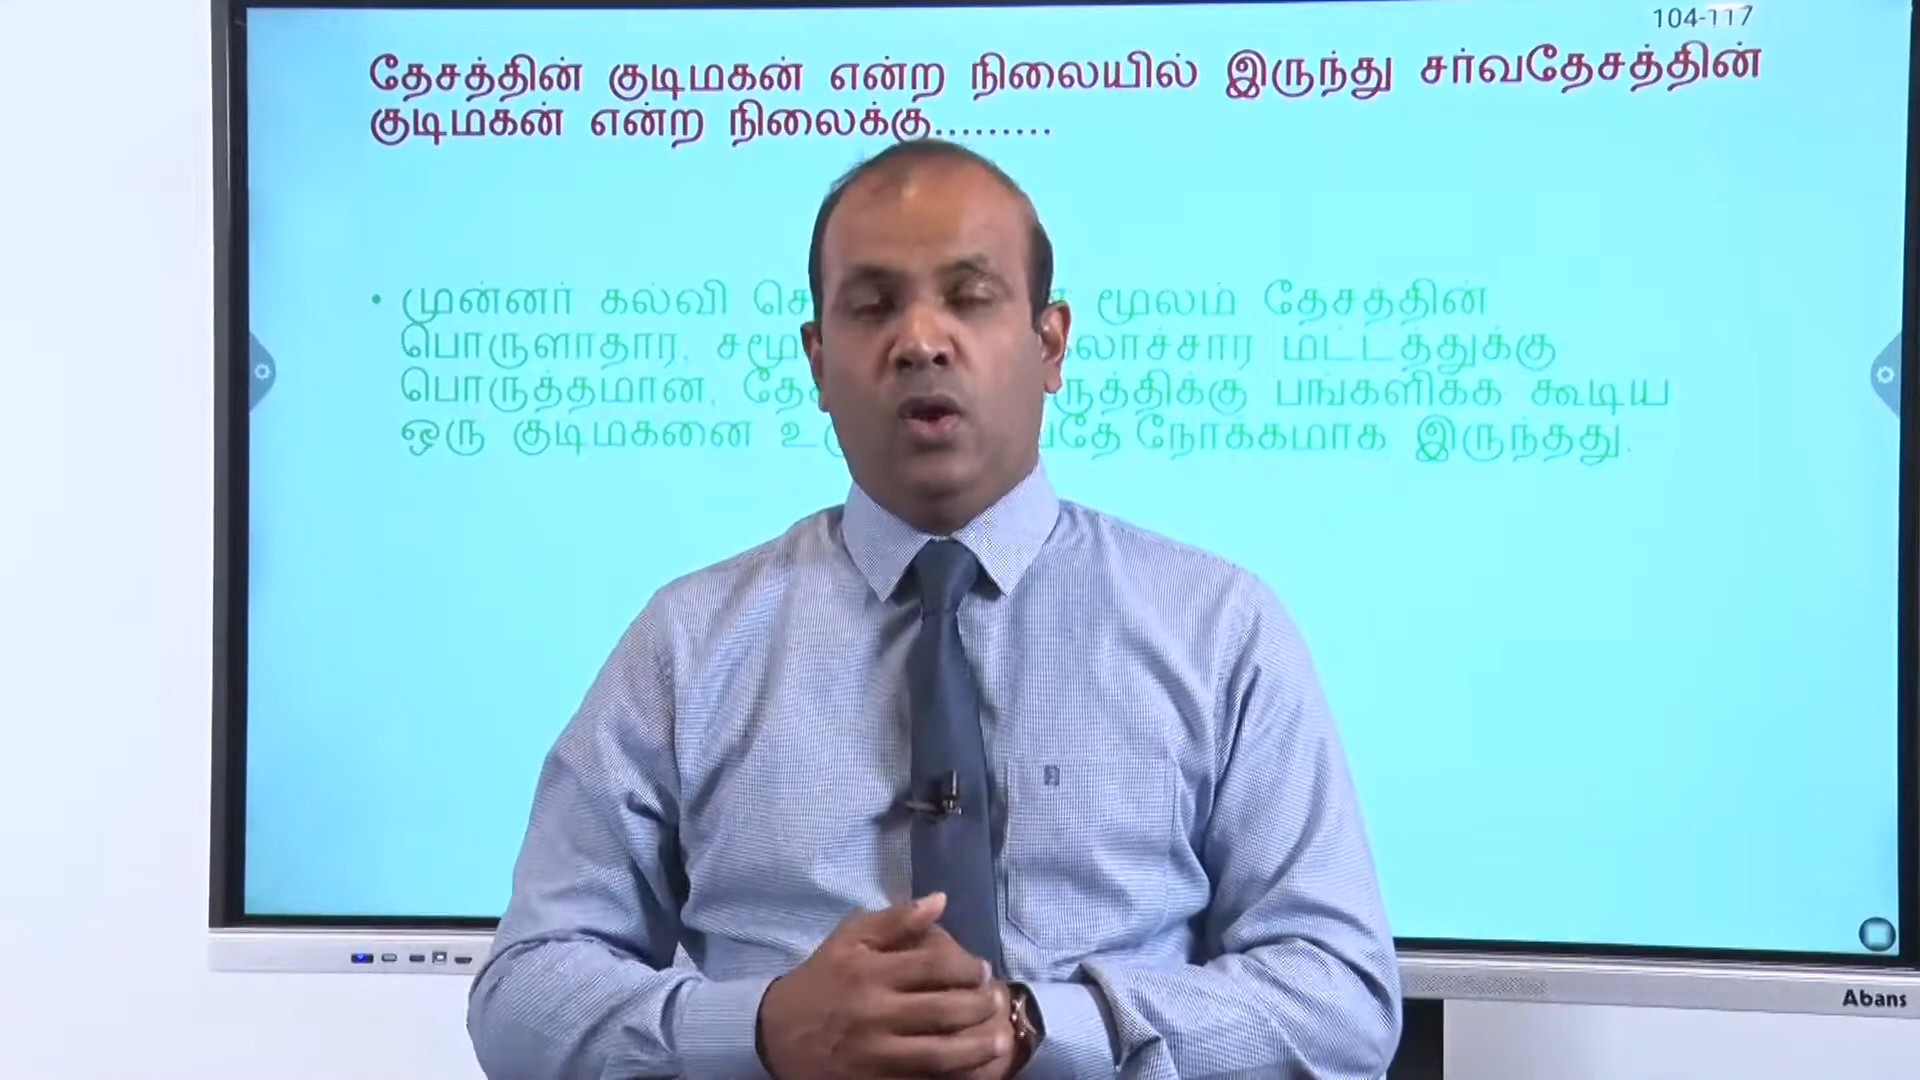 104-117
தேசத்தின் குடிமகன் என்ற நிலையில் இருந்து சர்வதேசத்தின்
குடிமகன் என்ற நிலைக்கு.........
• முன்னர் கல்வி மூலம் தேசத்தின்
பொருளாதார, மட்டத்துக்கு
பொருத்தமான, பங்களிக்க கூடிய
ஒரு குடிமகனை நோக்கமாக இருந்தது.
Abans